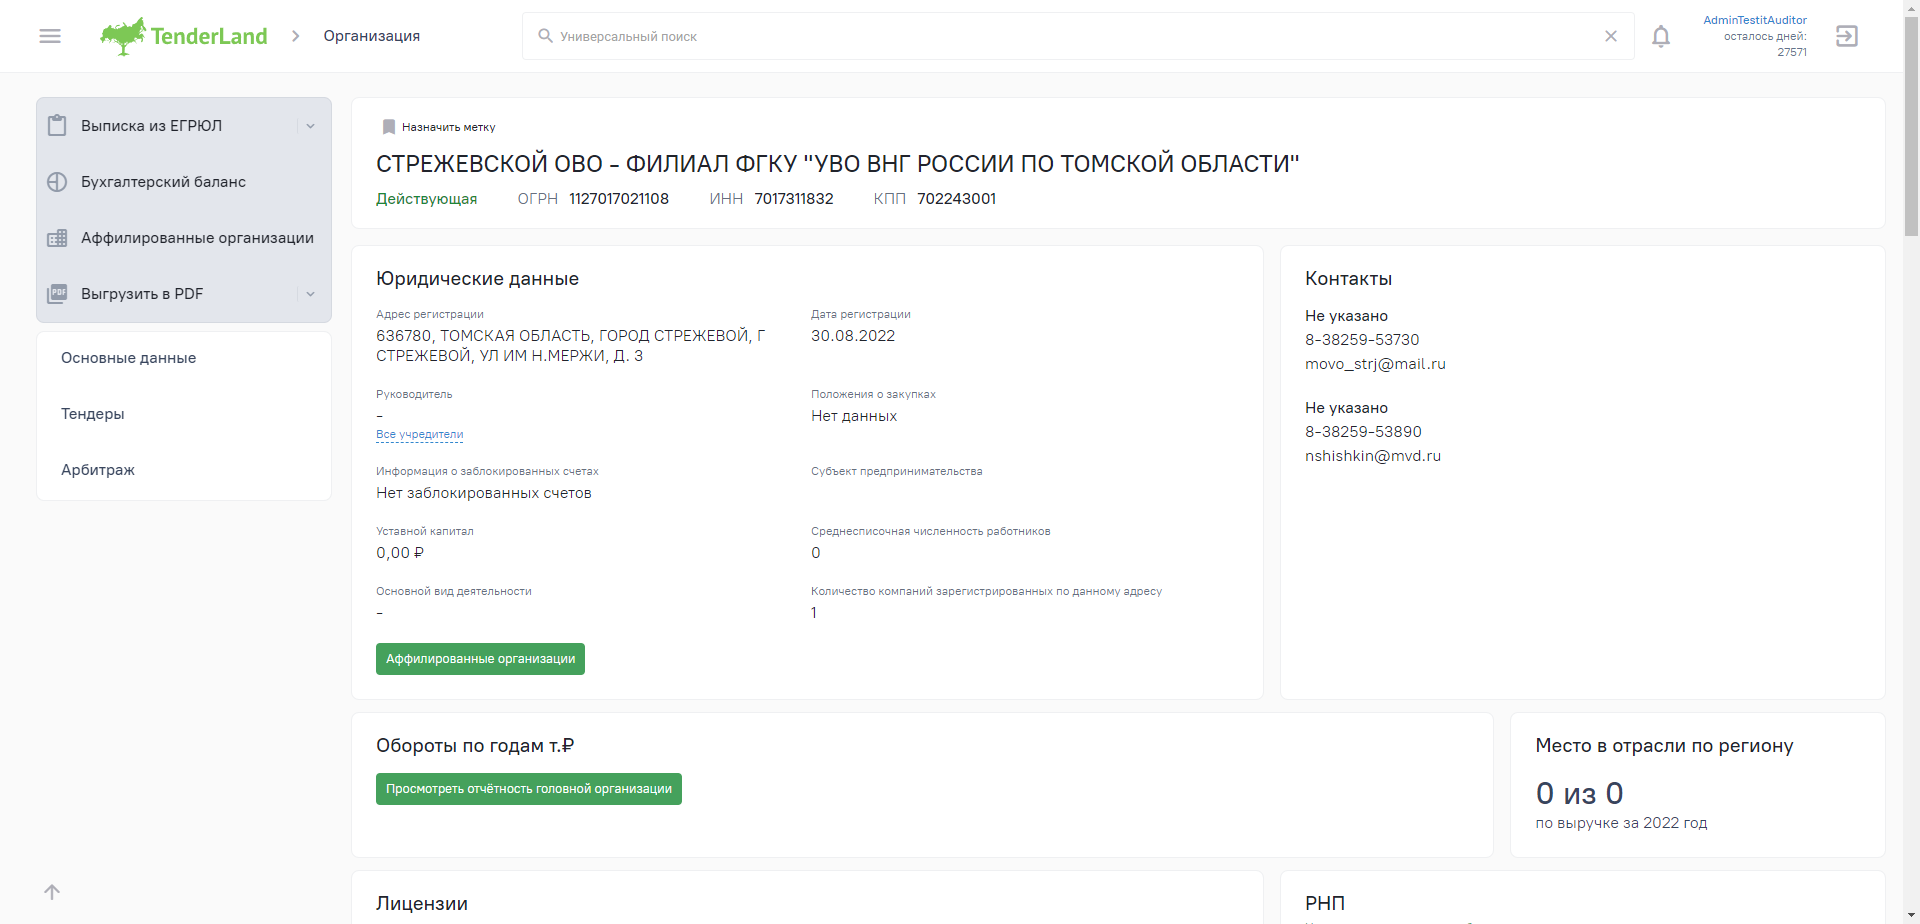 TenderLand
Организация
Универсальный поиск
AdminTestitAuditor
осталось дней:
27571
Выписка из ЕГРЮЛ
Бухгалтерский баланс
Аффилированные организации
PDF
Выгрузить в PDF
Основные данные
Тендеры
Арбитраж
Назначить метку
СТРЕЖЕВСКОЙ ОВО - ФИЛИАЛ ФГКУ "УВО ВНГ РОССИИ ПО ТОМСКОЙ ОБЛАСТИ"
Действующая ОГРН 1127017021108 ИНН 7017311832 КПП 702243001
Юридические данные
Адрес регистрации
636780, ТОМСКАЯ ОБЛАСТЬ, ГОРОД СТРЕЖЕВОЙ, Г
СТРЕЖЕВОЙ, УЛ ИМ Н.МЕРЖИ, Д. 3
Дата регистрации
30.08.2022
Руководитель
-
Все учредители
Положения о закупках
Нет данных
Информация о заблокированных счетах
Нет заблокированных счетов
Субъект предпринимательства
Уставной капитал
0,00 ₽
Среднесписочная численность работников
0
Основной вид деятельности
-
Количество компаний зарегистрированных по данному адресу
1
Аффилированные организации
Контакты
Не указано
8-38259-53730
movo_strj@mail.ru
Не указано
8-38259-53890
nshishkin@mvd.ru
Обороты по годам т.₽
Просмотреть отчётность головной организации
Место в отрасли по региону
0 из 0
по выручке за 2022 год
Лицензии
РНП